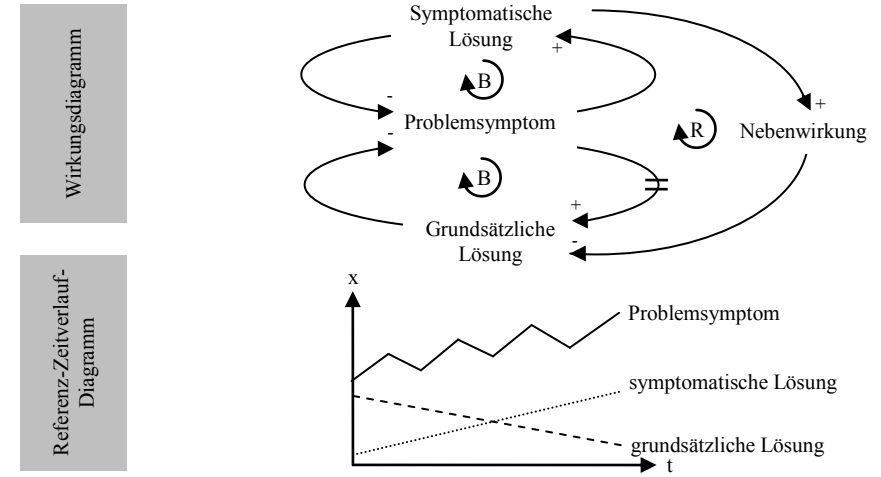 Wirkungsdiagramm
Symptomatische
Lösung
+
B
-
Problemsymptom
-
R
+
Nebenwirkung
B
+
Grundsätzliche
Lösung
-
Referenz-Zeitverlauf-
Diagramm
x
Problemsymptom
symptomatische Lösung
grundsätzliche Lösung
t